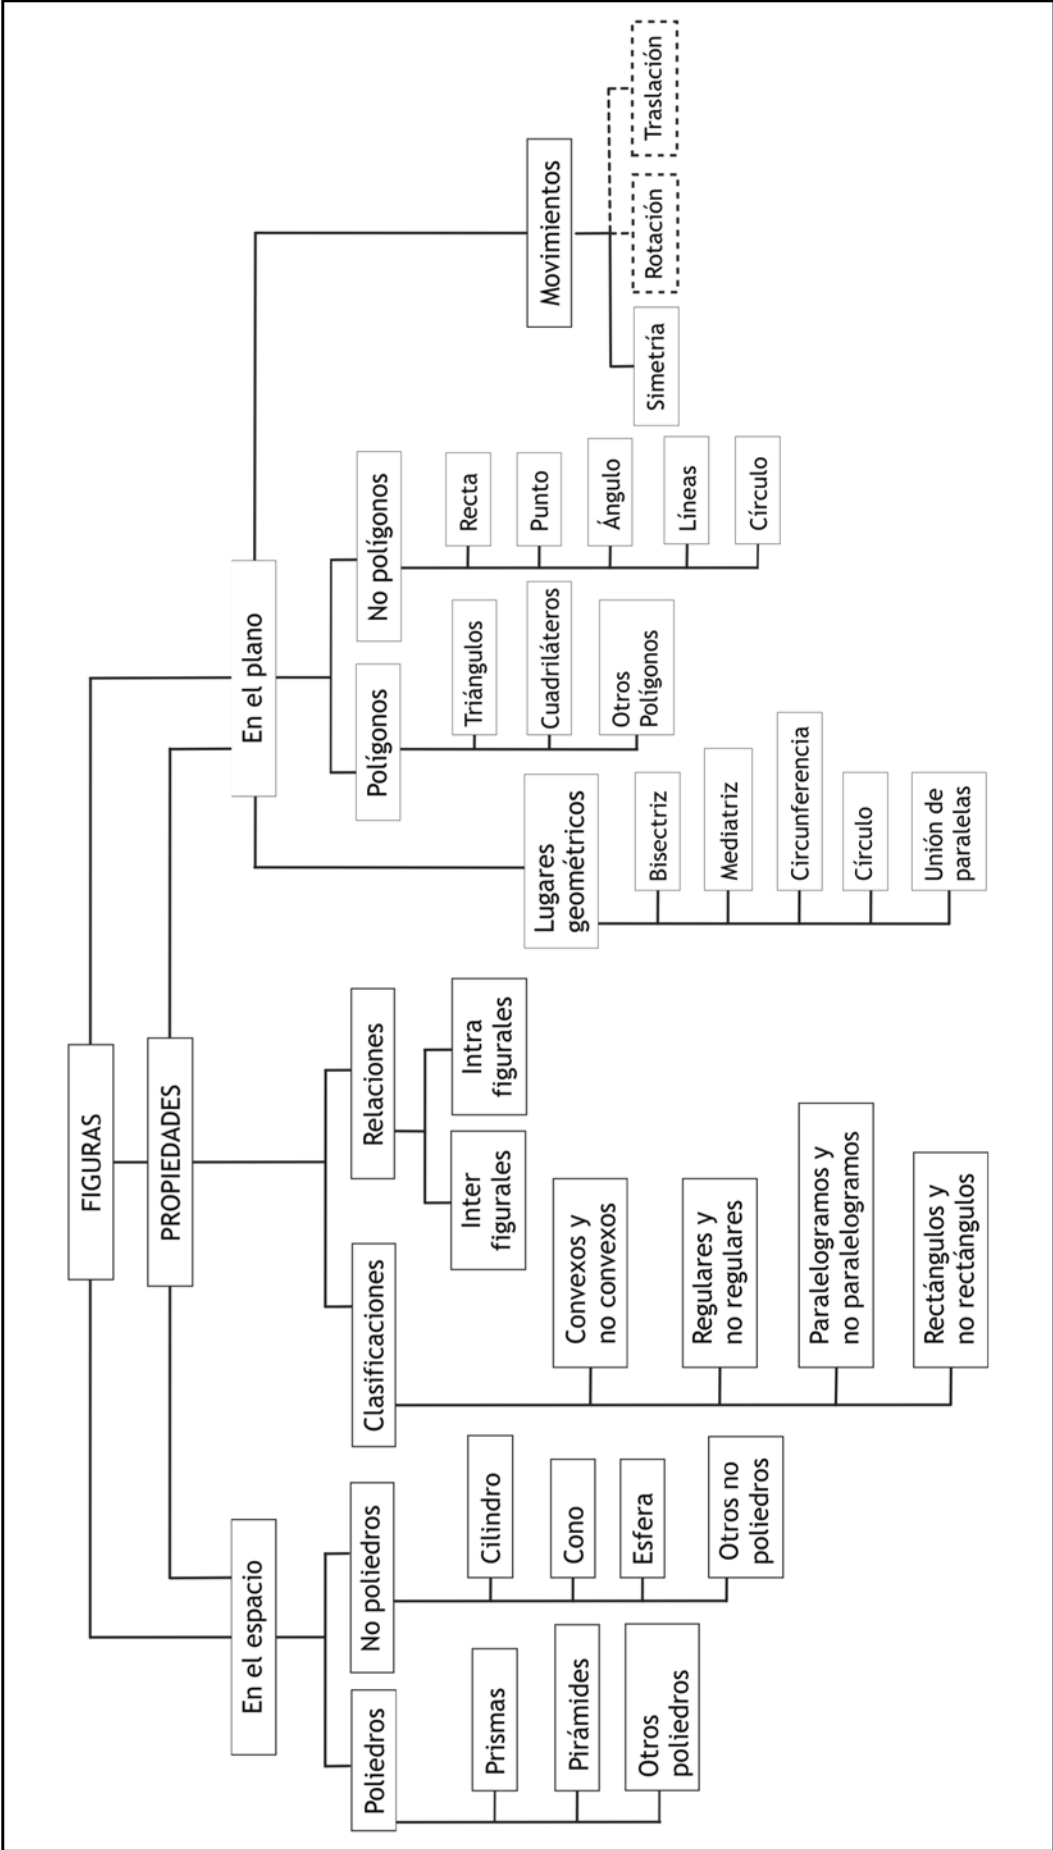 FIGURAS
PROPIEDADES
En el espacio
Poliedros
Prismas
Pirámides
Otros
poliedros
No poliedros
Cilindro
Cono
Esfera
Otros no
poliedros
Clasificaciones
Convexos y
no convexos
Regulares y
no regulares
Paralelogramos y
no paralelogramos
Rectángulos y
no rectángulos
Relaciones
Inter
figurales
Intra
figurales
En el plano
Lugares
geométricos
Bisectriz
Mediatriz
Circunferencia
Círculo
Unión de
paralelas
Polígonos
Triángulos
Cuadriláteros
Otros
Polígonos
No polígonos
Recta
Punto
Ángulo
Líneas
Círculo
Movimientos
Simetría
Rotación
Traslación